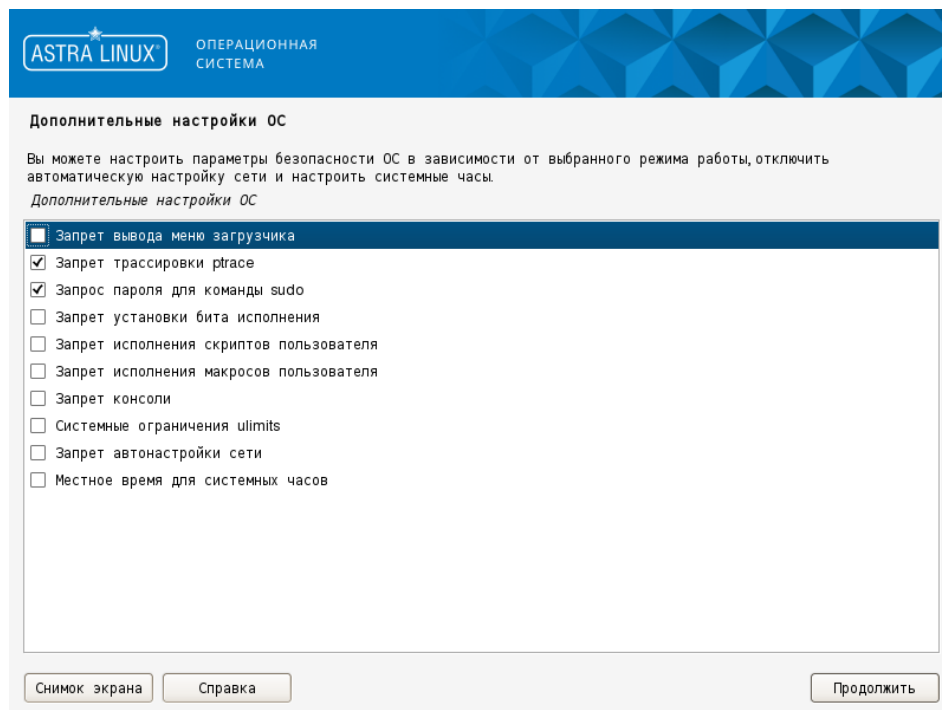 ASTRA LINUX®
ОПЕРАЦИОННАЯ
СИСТЕМА
Дополнительные настройки ОС
Вы можете настроить параметры безопасности ОС в зависимости от выбранного режима работы, отключить
автоматическую настройку сети и настроить системные часы.
Дополнительные настройки ОС
Запрет вывода меню загрузчика
Запрет трассировки ptrace
Запрос пароля для команды sudo
Запрет установки бита исполнения
Запрет исполнения скриптов пользователя
Запрет исполнения макросов пользователя
Запрет консоли
Системные ограничения ulimits
Запрет автонастройки сети
Местное время для системных часов
Снимок экрана
Справка
Продолжить